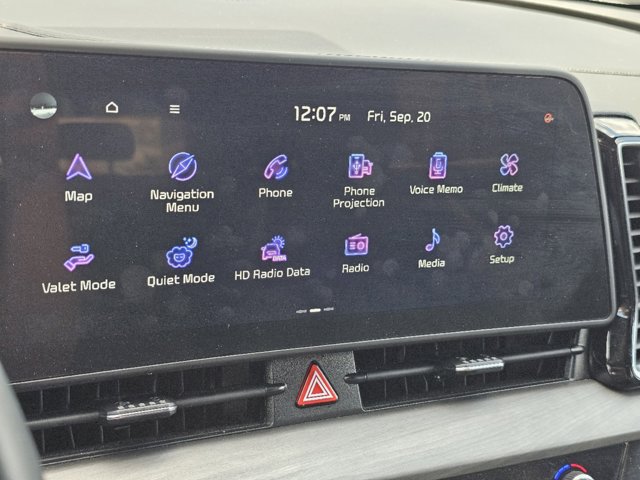 12:07 PM Fri, Sep, 20
Map
Navigation
Menu
Phone
Phone
Projection
Voice Memo
Climate
Valet Mode
Quiet Mode
DATA
HD Radio Data
Radio
Media
Setup